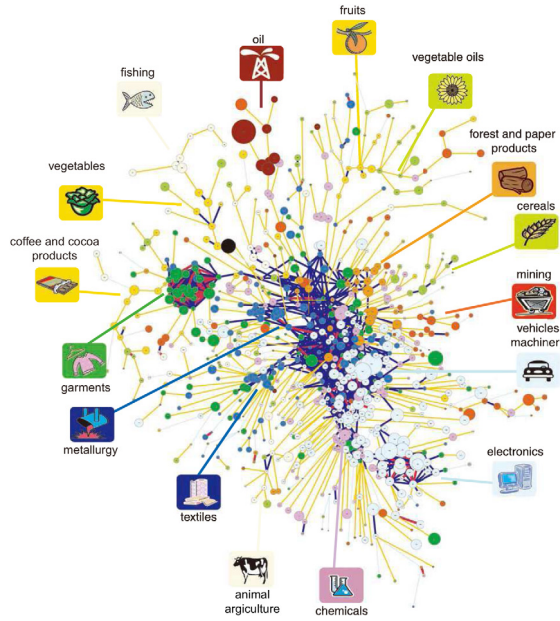 fruits
oil
vegetable oils
fishing
forest and paper
products
vegetables
cereals
coffee and cocoa
products
mining
vehicles
machiner
garments
metallurgy
electronics
textiles
animal
argiculture
chemicals